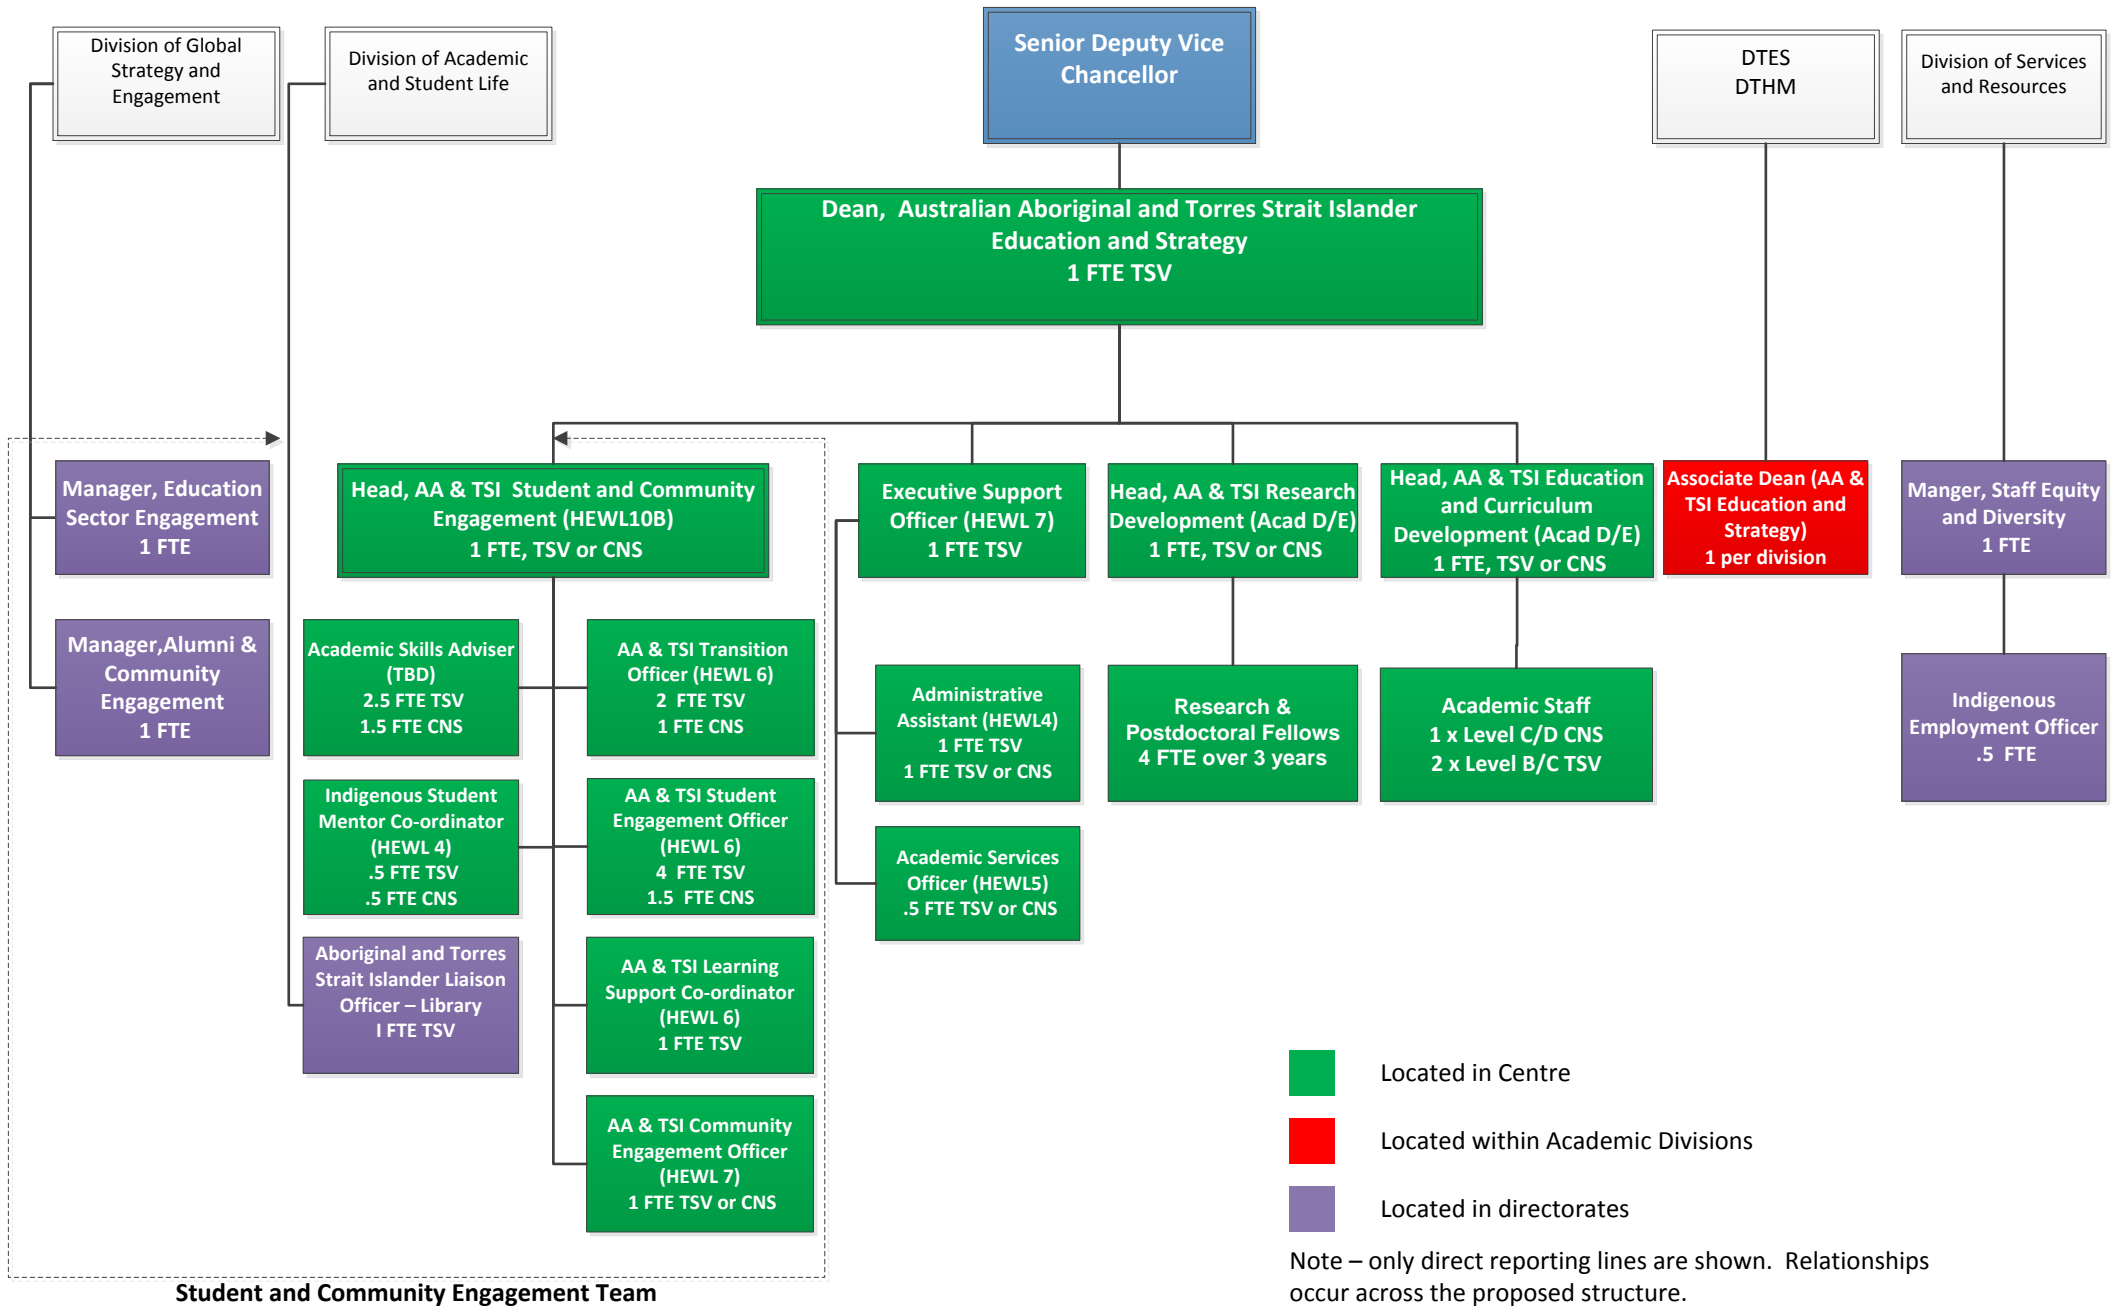 Division of Global
Strategy and
Engagement
Division of Academic
and Student Life
Senior Deputy Vice
Chancellor
DTES
DTHM
Division of Services
and Resources
Dean,  Australian Aboriginal and Torres Strait Islander
Education and Strategy
1 FTE TSV
Manager, Education
Sector Engagement
1 FTE
Head, AA & TSI  Student and Community
Engagement (HEWL10B)
1 FTE, TSV or CNS
Executive Support
Officer (HEWL 7)
1 FTE TSV
Head, AA & TSI Research
Development (Acad D/E)
1 FTE, TSV or CNS
Head, AA & TSI Education
and Curriculum
Development (Acad D/E)
1 FTE, TSV or CNS
Associate Dean (AA &
TSI Education and
Strategy)
1 per division
Manger, Staff Equity
and Diversity
1 FTE
Manager,Alumni &
Community
Engagement
1 FTE
Academic Skills Adviser
(TBD)
2.5 FTE TSV
1.5 FTE CNS
AA & TSI Transition
Officer (HEWL 6)
2  FTE TSV
1 FTE CNS
Administrative
Assistant (HEWL4)
1 FTE TSV
1 FTE TSV or CNS
Research &
Postdoctoral Fellows
4 FTE over 3 years
Academic Staff
1 x Level C/D CNS
2 x Level B/C TSV
Indigenous
Employment Officer
.5  FTE
Indigenous Student
Mentor Co-ordinator
(HEWL 4)
.5 FTE TSV
.5 FTE CNS
AA & TSI Student
Engagement Officer
(HEWL 6)
4  FTE TSV
1.5  FTE CNS
Academic Services
Officer (HEWL5)
.5 FTE TSV or CNS
Aboriginal and Torres
Strait Islander Liaison
Officer – Library
I FTE TSV
AA & TSI Learning
Support Co-ordinator
(HEWL 6)
1 FTE TSV
AA & TSI Community
Engagement Officer
(HEWL 7)
1 FTE TSV or CNS
Student and Community Engagement Team
Located in Centre
Located within Academic Divisions
Located in directorates
Note – only direct reporting lines are shown.  Relationships
occur across the proposed structure.